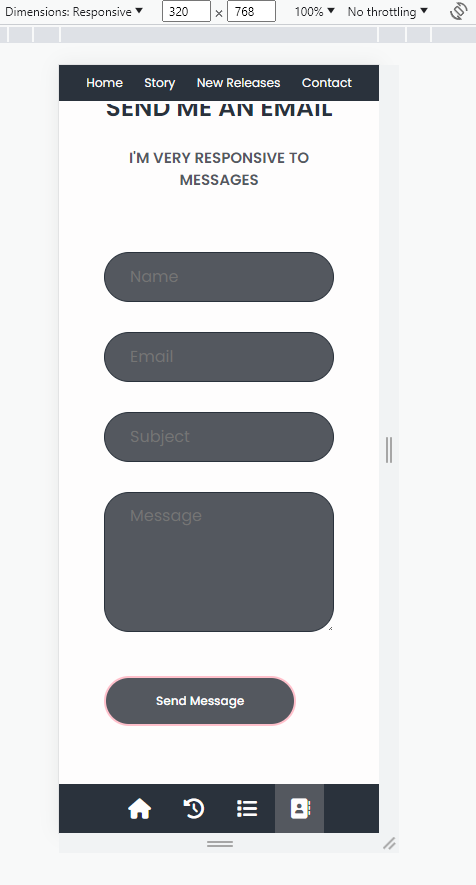 Dimensions: Responsive 320 × 768 100% No throttling
Home Story New Releases Contact
SEND ME AN EMAIL
I'M VERY RESPONSIVE TO
MESSAGES
Name
Email
Subject
Message
Send Message